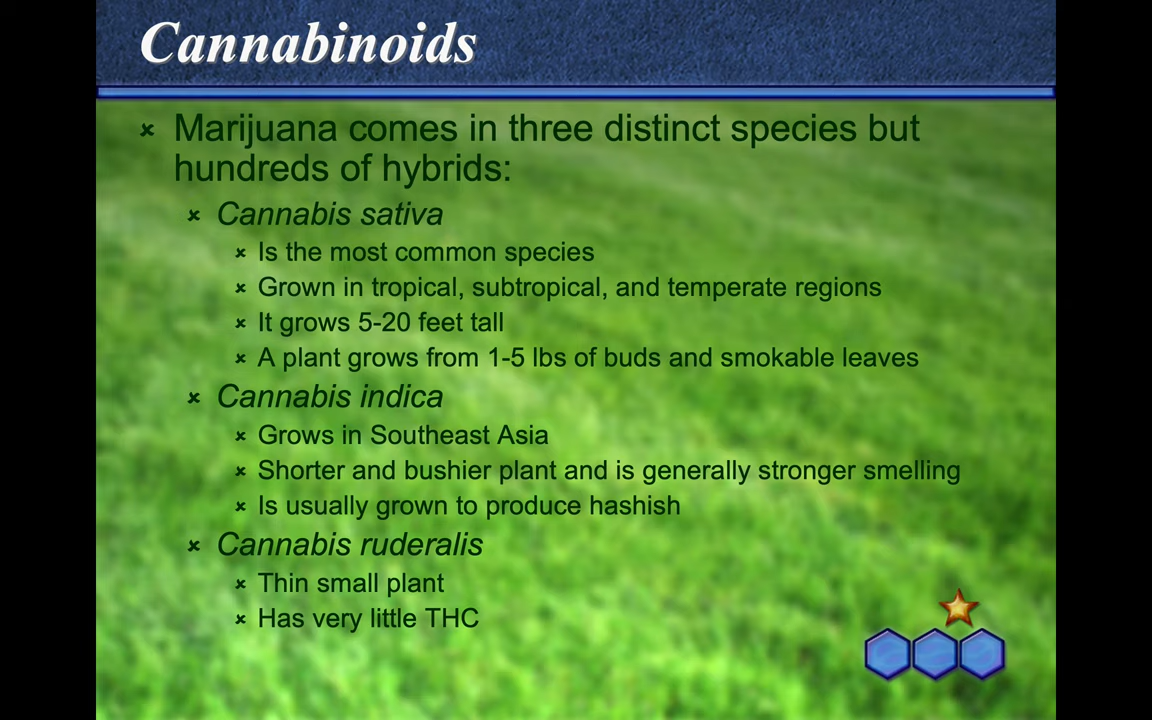 Cannabinoids
Marijuana comes in three distinct species but
hundreds of hybrids:
Cannabis sativa
Is the most common species
Grown in tropical, subtropical, and temperate regions
It grows 5-20 feet tall
A plant grows from 1-5 lbs of buds and smokable leaves
Cannabis indica
Grows in Southeast Asia
Shorter and bushier plant and is generally stronger smelling
Is usually grown to produce hashish
Cannabis ruderalis
Thin small plant
Has very little THC